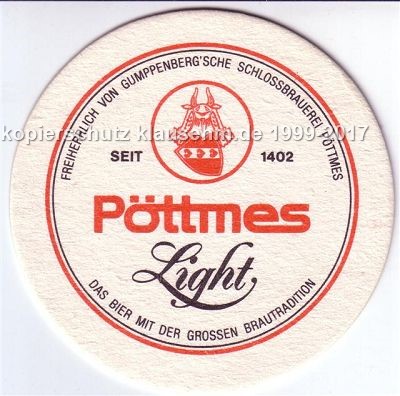 FREIHERRLICH VON GUMPPENBERG'SCHE SCHLOSSBRAUEREI PÖTTMES
kopierschutz klausehm.de 1999-2017
SEIT 1402
Pöttmes
Light
DAS BIER MIT DER GROSSEN BRAUTRADITION